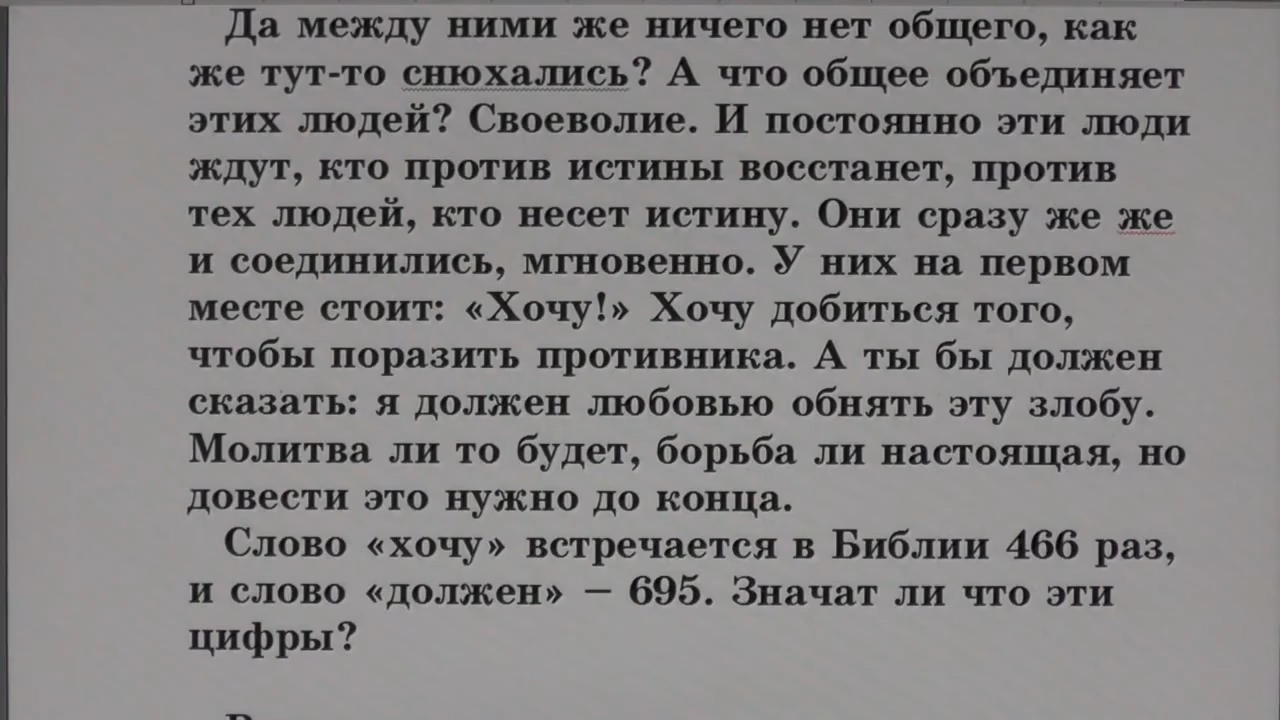 Да между ними же ничего нет общего, как
же тут-то снюхались? А что общее объединяет
этих людей? Своеволие. И постоянно эти люди
ждут, кто против истины восстанет, против
тех людей, кто несет истину. Они сразу же же
и соединились, мгновенно. У них на первом
месте стоит: «Хочу!» Хочу добиться того,
чтобы поразить противника. А ты бы должен
сказать: я должен любовью обнять эту злобу.
Молитва ли то будет, борьба ли настоящая, но
довести это нужно до конца.
Слово «хочу» встречается в Библии 466 раз,
и слово «должен» – 695. Значат ли что эти
цифры?